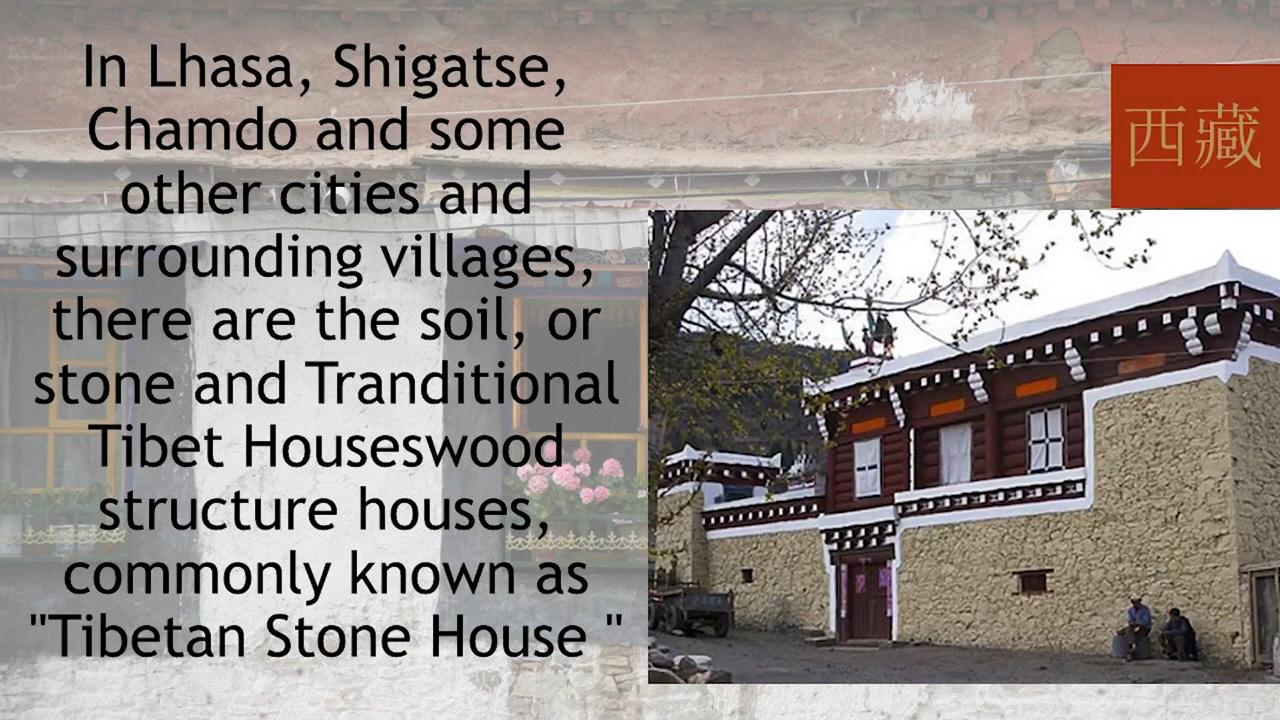 In Lhasa, Shigatse,
Chamdo and some
other cities and
surrounding villages,
there are the soil, or
stone and Tranditional
Tibet Houseswood
structure houses,
commonly known as
"Tibetan Stone House "
西藏